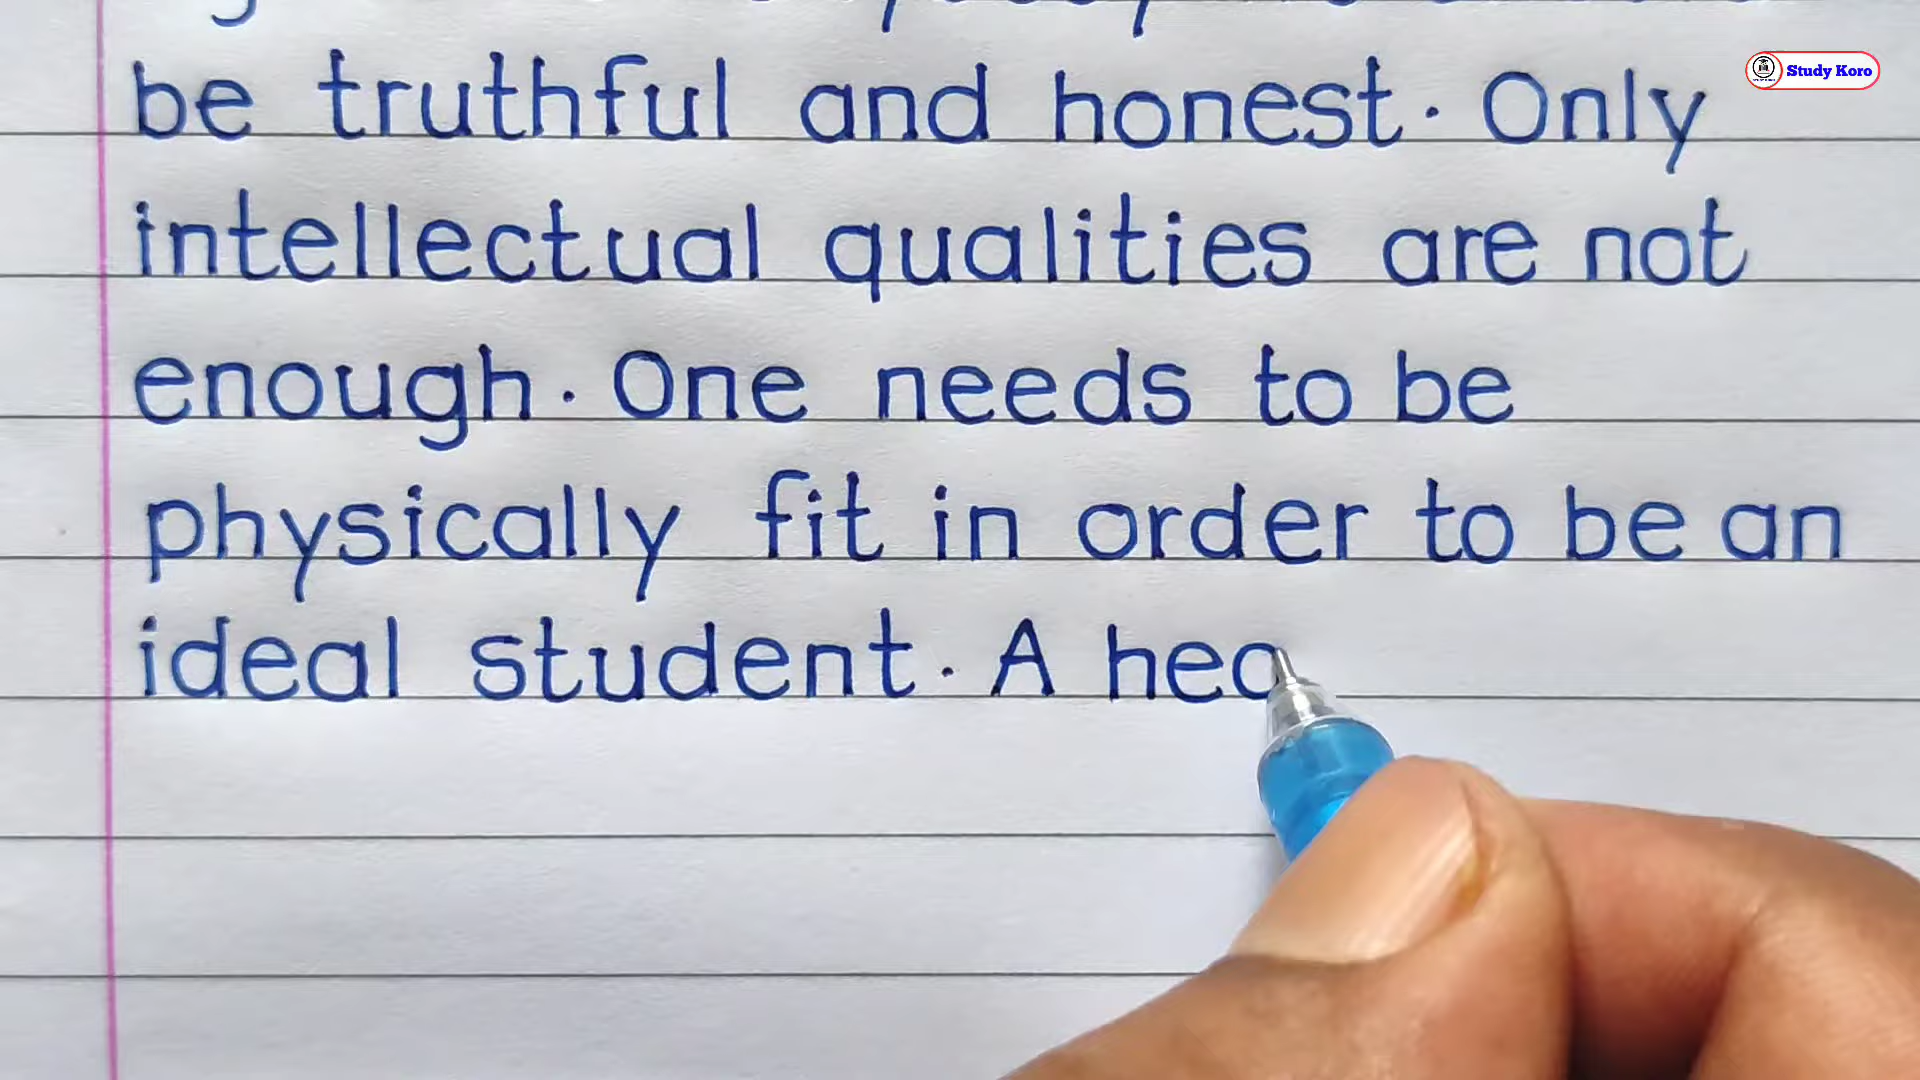 be truthful and honest. Only
Study Koro
intellectual qualities are not
enough. One needs to be
physically fit in order to be an
ideal student. A hea